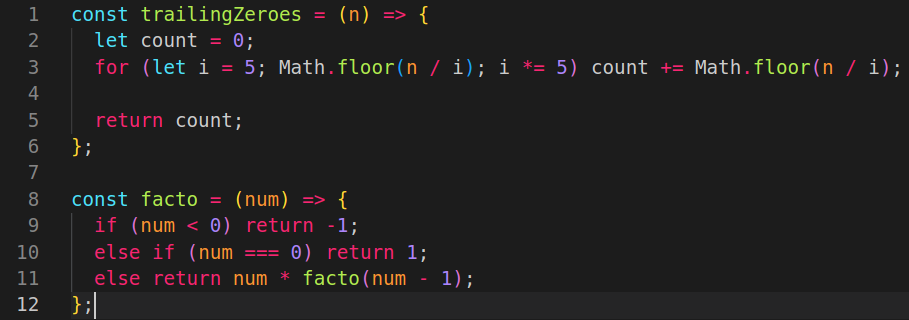 1 const trailingZeroes = (n) => {
2   let count = 0;
3   for (let i = 5; Math.floor(n / i); i *= 5) count += Math.floor(n / i);
4
5   return count;
6 };
7
8 const facto = (num) => {
9   if (num < 0) return -1;
10   else if (num === 0) return 1;
11   else return num * facto(num - 1);
12 };